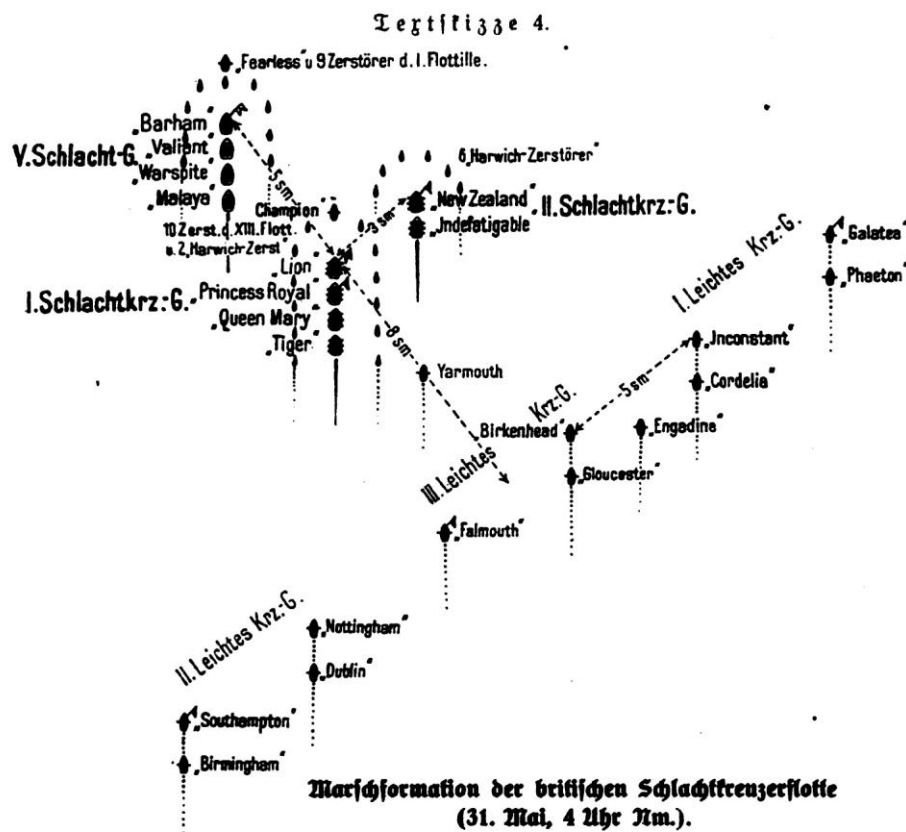 Textskizze 4.
„Fearless" u 9 Zerstörer d. I. Flottille.
V. Schlacht-G.
„Barham"
„Valiant"
„Warspite"
„Malaya"
5 sm
6 „Harwich-Zerstörer"
„Champion"
3 sm
„New Zealand"
„Jndefatigable"
II. Schlachtkrz.-G.
10 Zerst. d. XIII. Flott.
u. 2 „Harwich-Zerst"
I. Schlachtkrz.-G.
„Lion"
„Princess Royal"
„Queen Mary"
„Tiger"
8 sm
Yarmouth
I. Leichtes Krz.-G.
„Galatea"
„Phaeton"
„Jnconstant"
„Cordelia"
5 sm
III. Leichtes Krz.-G.
„Birkenhead"
„Engadine"
„Gloucester"
„Falmouth"
II. Leichtes Krz.-G.
„Nottingham"
„Dublin"
„Southampton"
„Birmingham"
Marschformation der britischen Schlachtkreuzerflotte
(31. Mai, 4 Uhr Nm.).